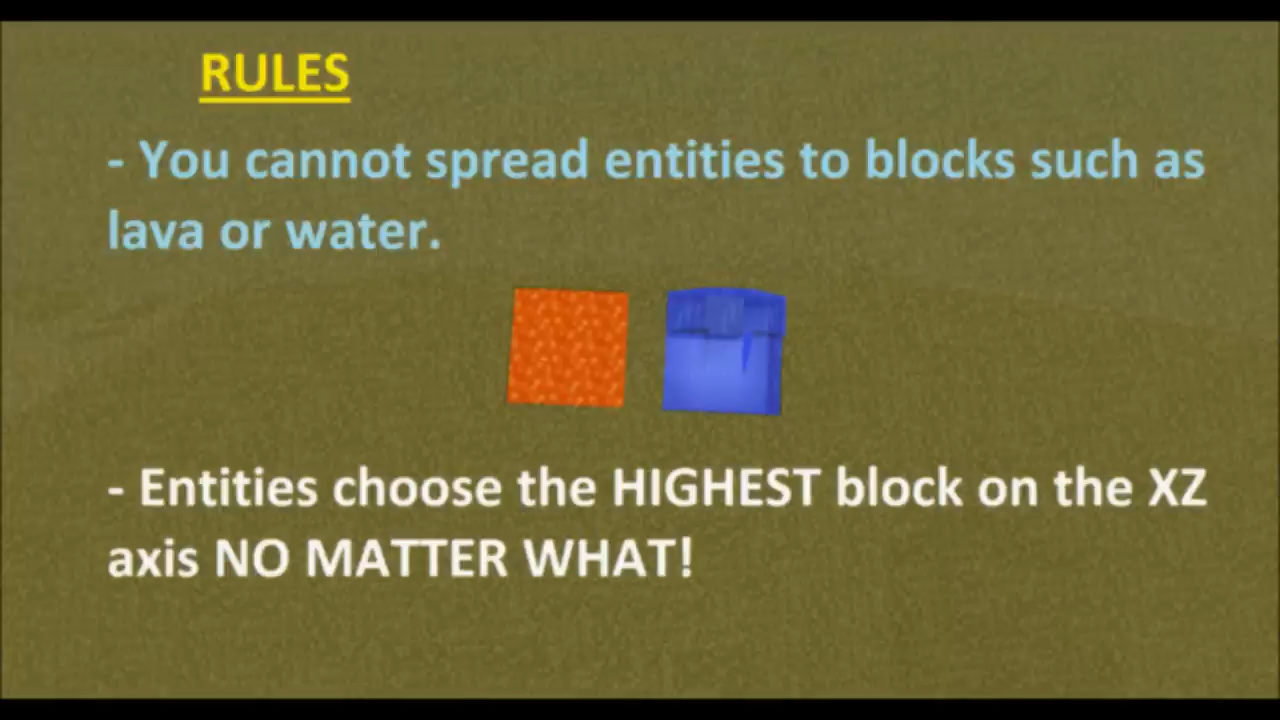 RULES
- You cannot spread entities to blocks such as
lava or water.
- Entities choose the HIGHEST block on the XZ
axis NO MATTER WHAT!